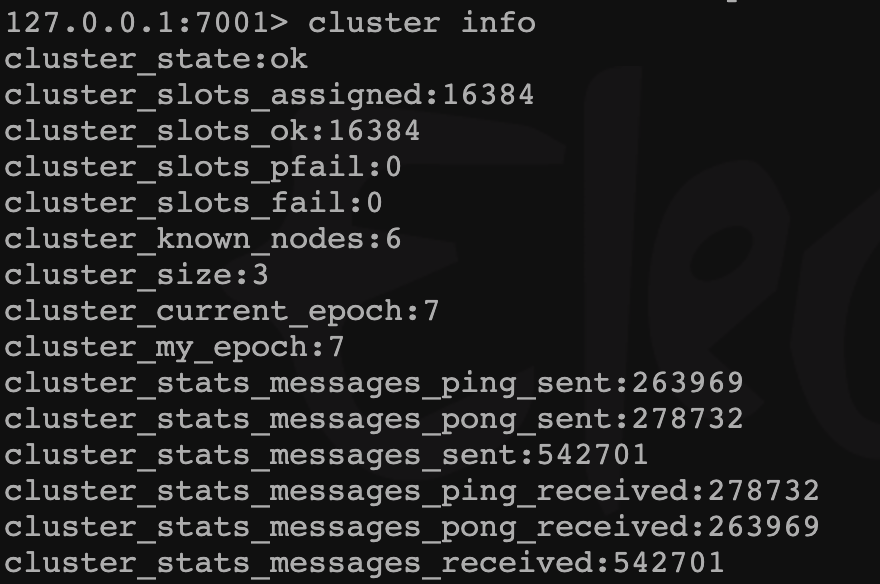 127.0.0.1:7001> cluster info
cluster_state:ok
cluster_slots_assigned:16384
cluster_slots_ok:16384
cluster_slots_pfail:0
cluster_slots_fail:0
cluster_known_nodes:6
cluster_size:3
cluster_current_epoch:7
cluster_my_epoch:7
cluster_stats_messages_ping_sent:263969
cluster_stats_messages_pong_sent:278732
cluster_stats_messages_sent:542701
cluster_stats_messages_ping_received:278732
cluster_stats_messages_pong_received:263969
cluster_stats_messages_received:542701